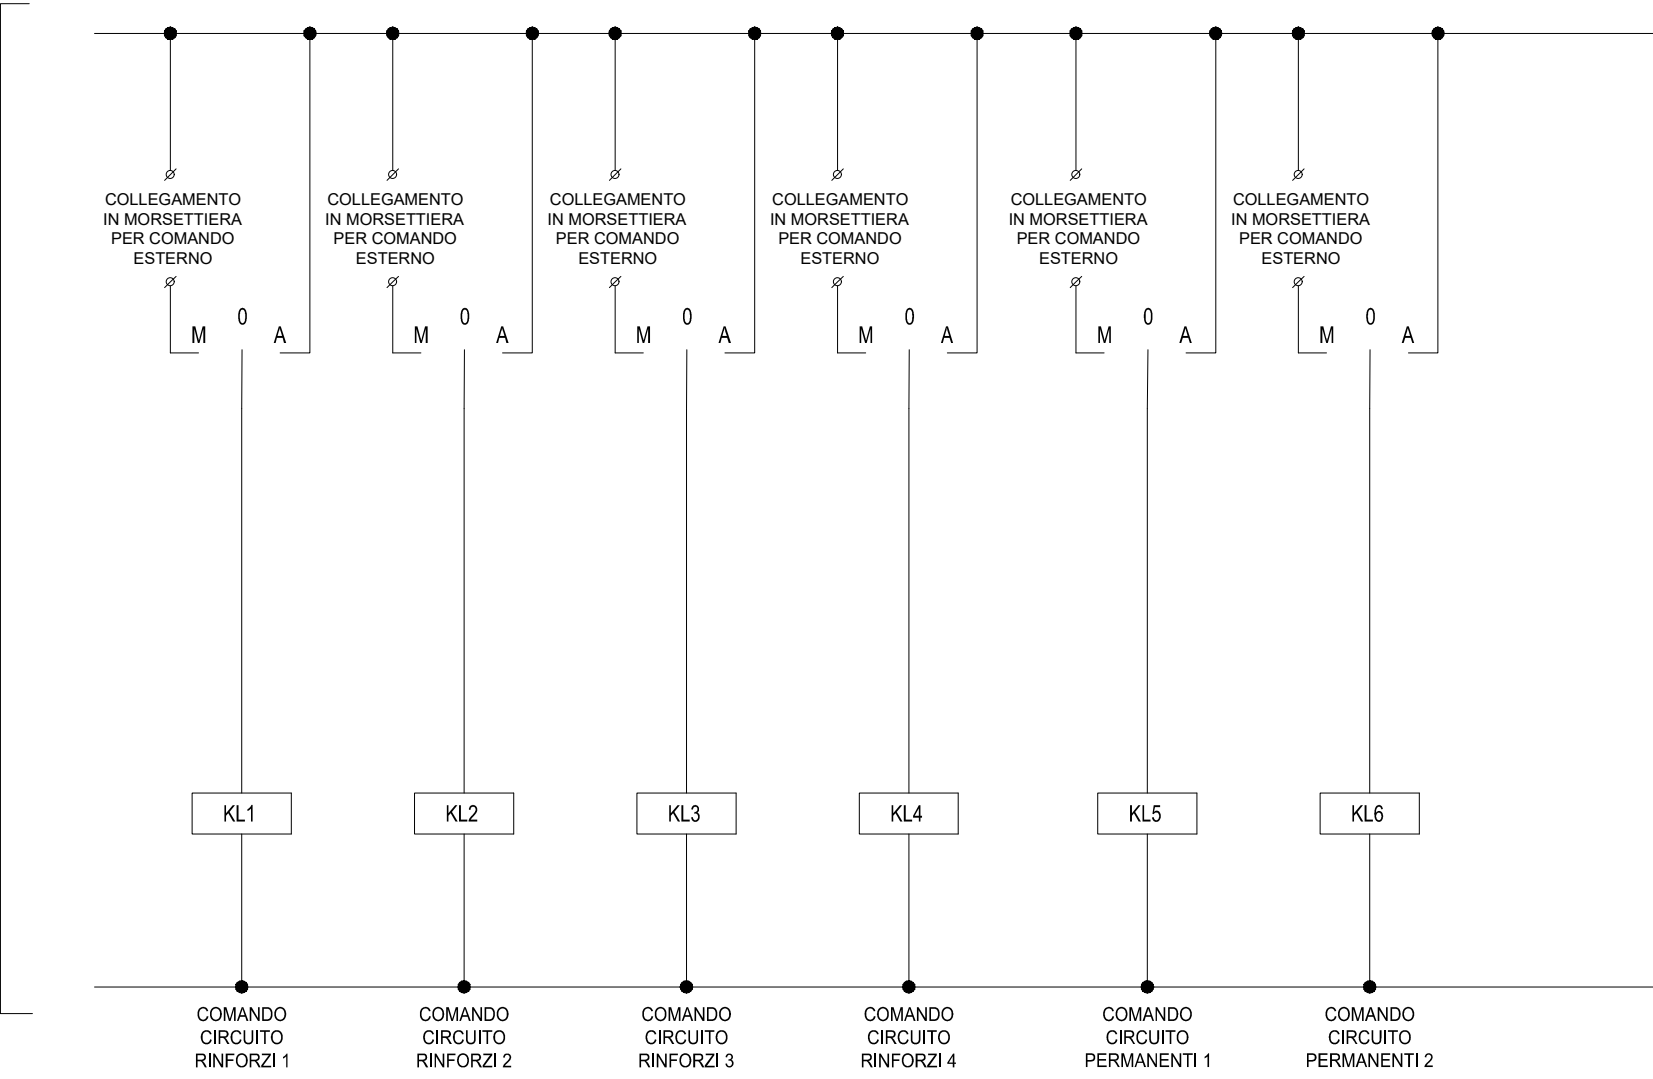 COLLEGAMENTO
IN MORSETTIERA
PER COMANDO
ESTERNO
COLLEGAMENTO
IN MORSETTIERA
PER COMANDO
ESTERNO
COLLEGAMENTO
IN MORSETTIERA
PER COMANDO
ESTERNO
COLLEGAMENTO
IN MORSETTIERA
PER COMANDO
ESTERNO
COLLEGAMENTO
IN MORSETTIERA
PER COMANDO
ESTERNO
COLLEGAMENTO
IN MORSETTIERA
PER COMANDO
ESTERNO
M 0 A
M 0 A
M 0 A
M 0 A
M 0 A
M 0 A
KL1
KL2
KL3
KL4
KL5
KL6
COMANDO
CIRCUITO
RINFORZI 1
COMANDO
CIRCUITO
RINFORZI 2
COMANDO
CIRCUITO
RINFORZI 3
COMANDO
CIRCUITO
RINFORZI 4
COMANDO
CIRCUITO
PERMANENTI 1
COMANDO
CIRCUITO
PERMANENTI 2